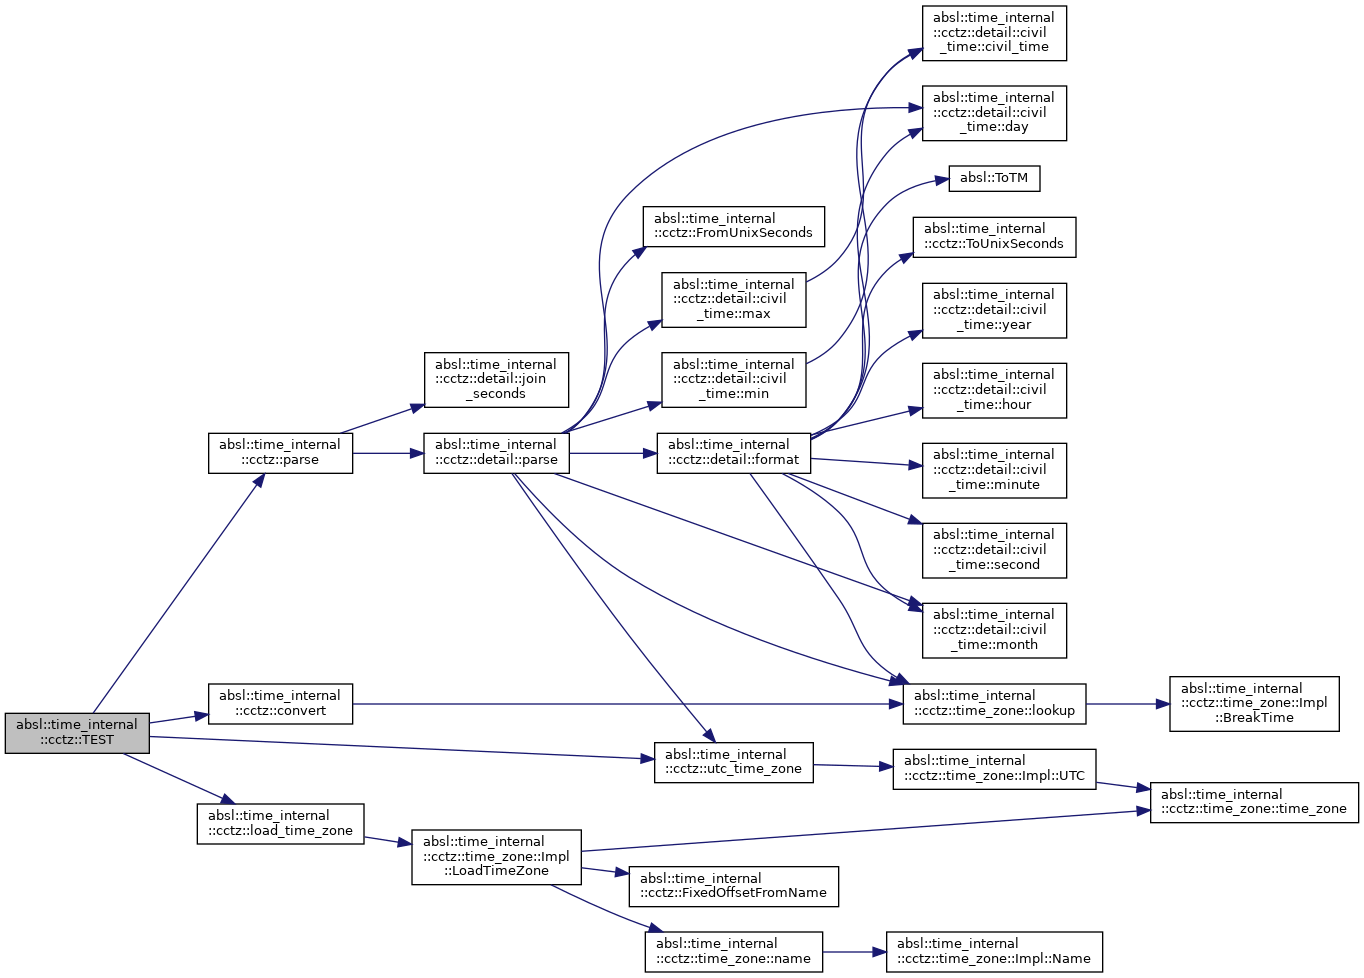 absl::time_internal
::cctz::detail::civil
_time::civil_time
absl::time_internal
::cctz::detail::civil
_time::day
absl::ToTM
absl::time_internal
::cctz::FromUnixSeconds
absl::time_internal
::cctz::ToUnixSeconds
absl::time_internal
::cctz::detail::civil
_time::max
absl::time_internal
::cctz::detail::civil
_time::year
absl::time_internal
::cctz::detail::join
_seconds
absl::time_internal
::cctz::detail::civil
_time::min
absl::time_internal
::cctz::detail::civil
_time::hour
absl::time_internal
::cctz::parse
absl::time_internal
::cctz::detail::parse
absl::time_internal
::cctz::detail::format
absl::time_internal
::cctz::detail::civil
_time::minute
absl::time_internal
::cctz::detail::civil
_time::second
absl::time_internal
::cctz::detail::civil
_time::month
absl::time_internal
::cctz::TEST
absl::time_internal
::cctz::convert
absl::time_internal
::cctz::time_zone::lookup
absl::time_internal
::cctz::time_zone::Impl
::BreakTime
absl::time_internal
::cctz::utc_time_zone
absl::time_internal
::cctz::time_zone::Impl::UTC
absl::time_internal
::cctz::time_zone::time_zone
absl::time_internal
::cctz::load_time_zone
absl::time_internal
::cctz::time_zone::Impl
::LoadTimeZone
absl::time_internal
::cctz::FixedOffsetFromName
absl::time_internal
::cctz::time_zone::name
absl::time_internal
::cctz::time_zone::Impl::Name